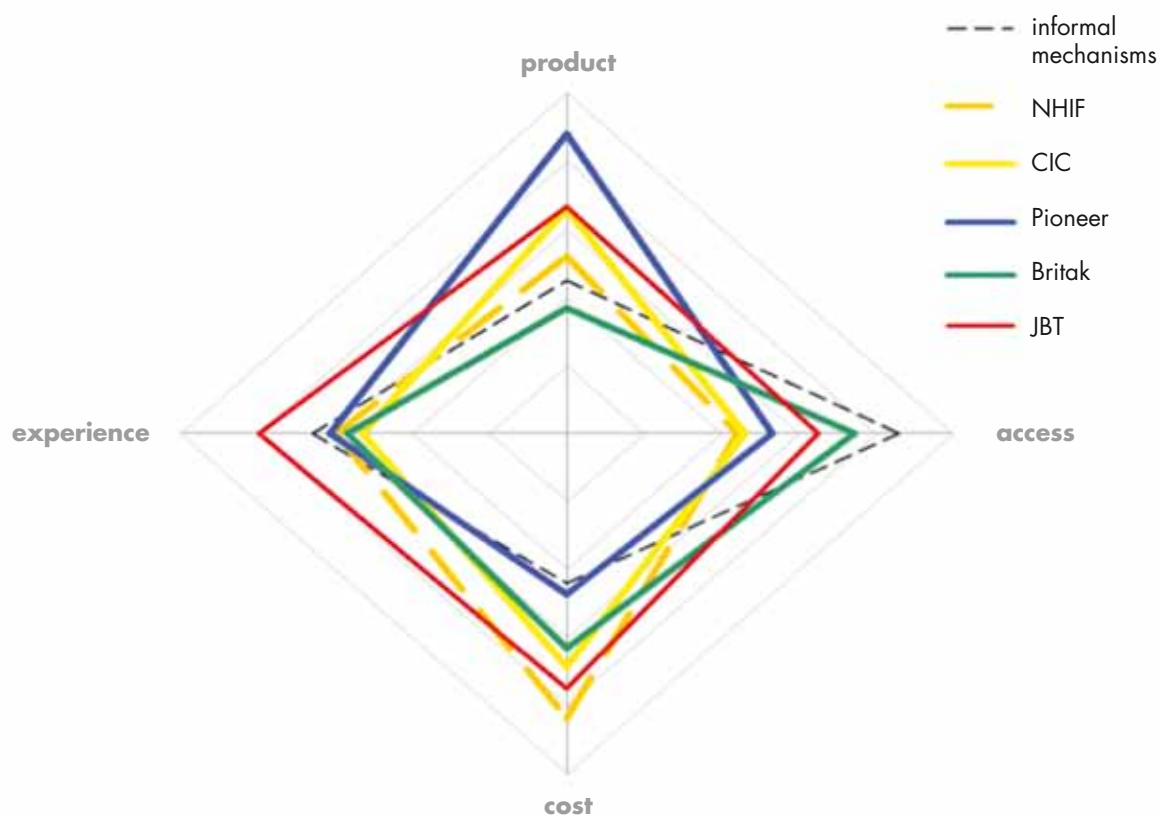 informal
mechanisms
product
NHIF
CIC
Pioneer
Britak
JBT
experience
access
cost